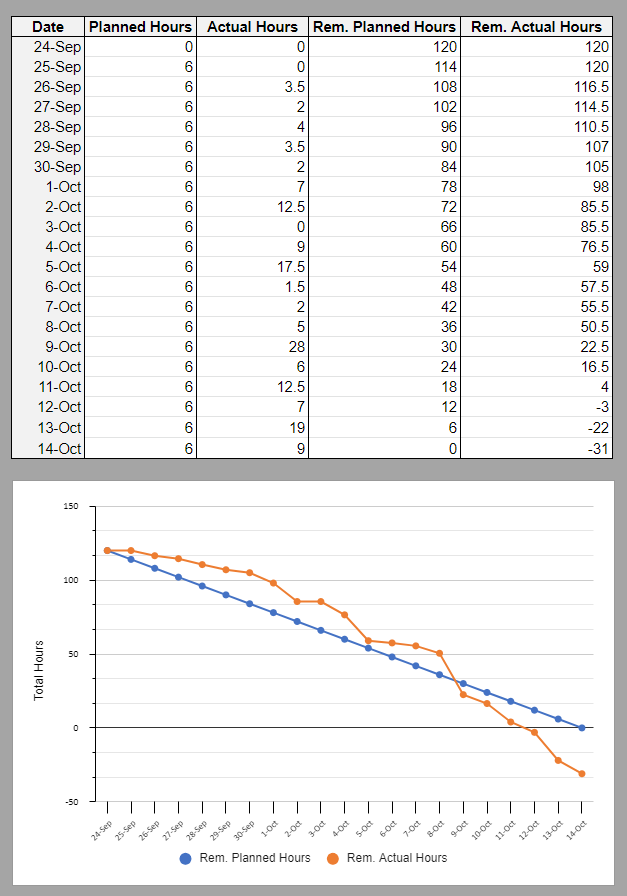 Date Planned Hours Actual Hours Rem. Planned Hours Rem. Actual Hours
24-Sep 0 0 120 120
25-Sep 6 0 114 120
26-Sep 6 3.5 108 116.5
27-Sep 6 2 102 114.5
28-Sep 6 4 96 110.5
29-Sep 6 3.5 90 107
30-Sep 6 2 84 105
1-Oct 6 7 78 98
2-Oct 6 12.5 72 85.5
3-Oct 6 0 66 85.5
4-Oct 6 9 60 76.5
5-Oct 6 17.5 54 59
6-Oct 6 1.5 48 57.5
7-Oct 6 2 42 55.5
8-Oct 6 5 36 50.5
9-Oct 6 28 30 22.5
10-Oct 6 6 24 16.5
11-Oct 6 12.5 18 4
12-Oct 6 7 12 -3
13-Oct 6 19 6 -22
14-Oct 6 9 0 -31
150
100
50
0
-50
Total Hours
24-Sep 25-Sep 26-Sep 27-Sep 28-Sep 29-Sep 30-Sep 1-Oct 2-Oct 3-Oct 4-Oct 5-Oct 6-Oct 7-Oct 8-Oct 9-Oct 10-Oct 11-Oct 12-Oct 13-Oct 14-Oct
Rem. Planned Hours Rem. Actual Hours